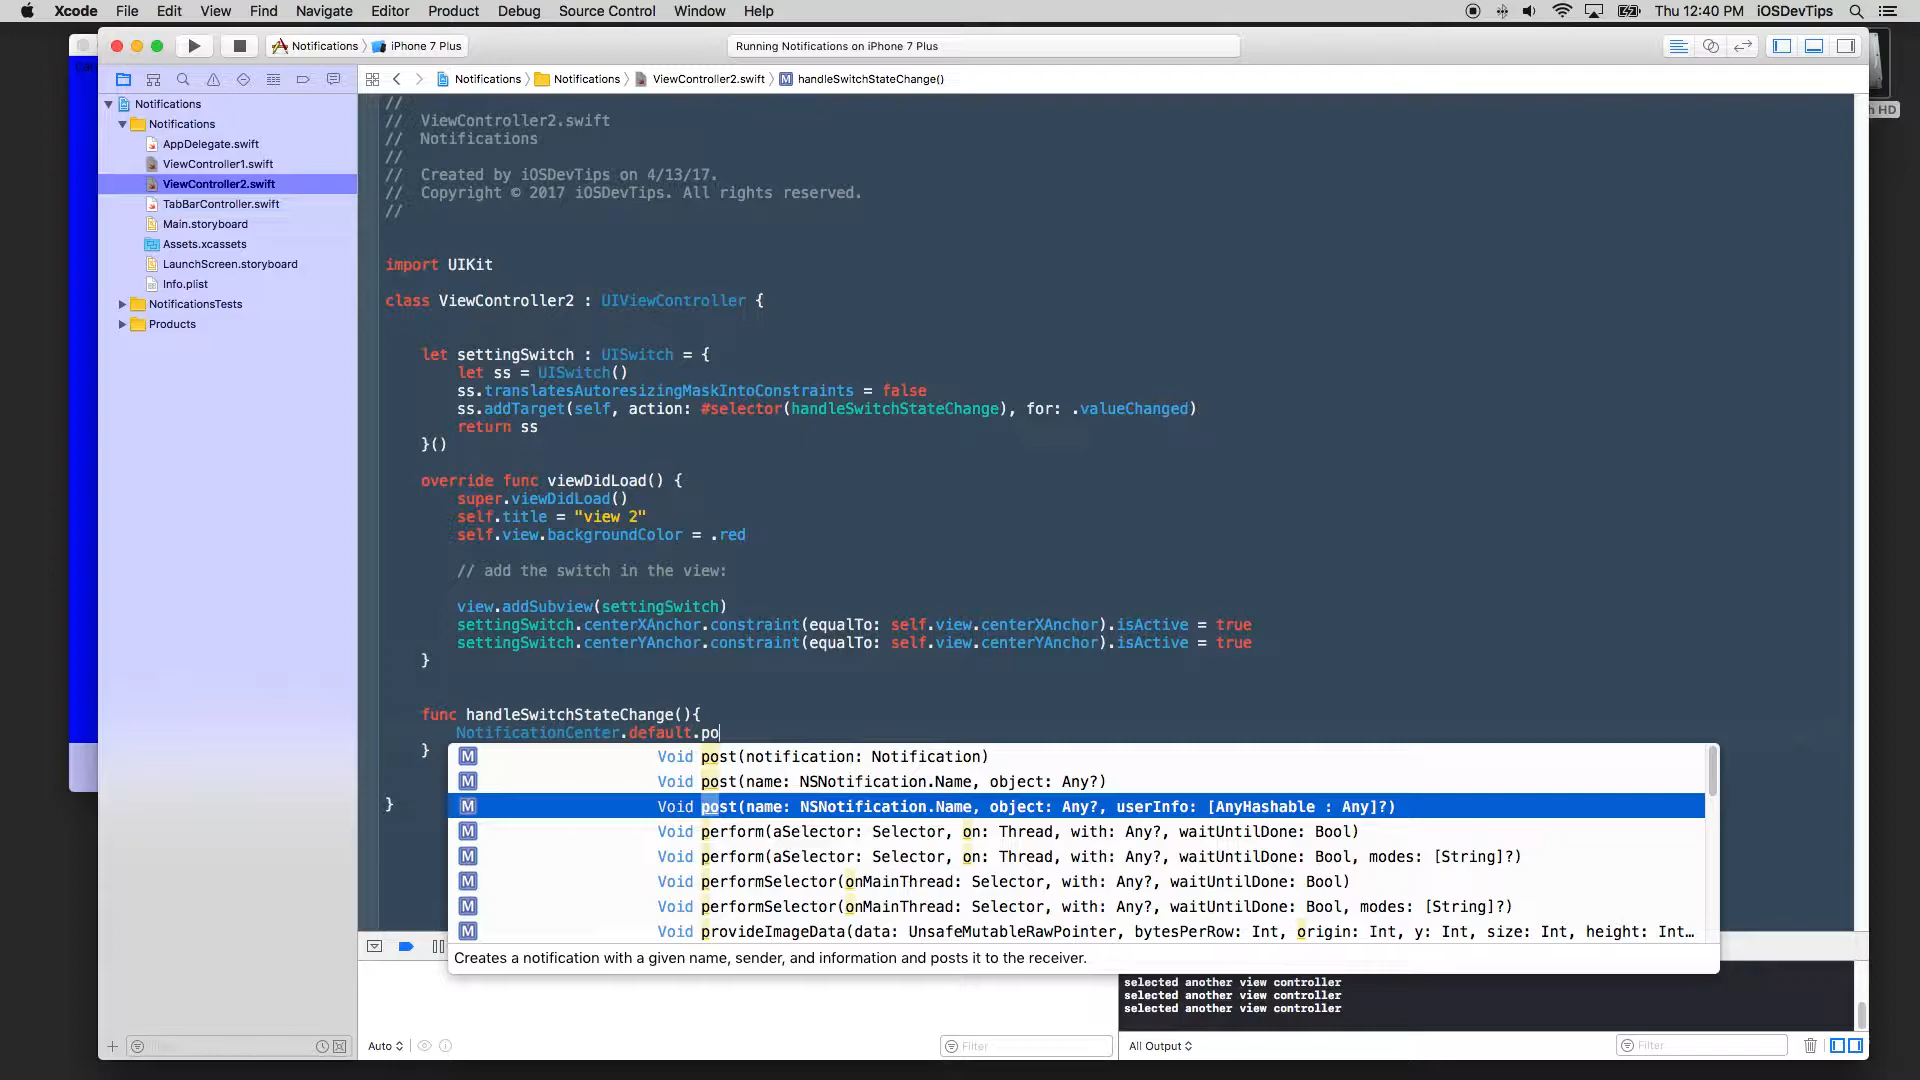 Xcode File Edit View Find Navigate Editor Product Debug Source Control Window Help Thu 12:40 PM iOSDevTips
Notifications iPhone 7 Plus
Running Notifications on iPhone 7 Plus
Notifications Notifications ViewController2.swift M handleSwitchStateChange()
Notifications
Notifications
AppDelegate.swift
ViewController1.swift
ViewController2.swift
TabBarController.swift
Main.storyboard
Assets.xcassets
LaunchScreen.storyboard
Info.plist
NotificationsTests
Products
//
// ViewController2.swift
// Notifications
//
// Created by iOSDevTips on 4/13/17.
// Copyright © 2017 iOSDevTips. All rights reserved.
//
import UIKit
class ViewController2 : UIViewController {
let settingSwitch : UISwitch = {
let ss = UISwitch()
ss.translatesAutoresizingMaskIntoConstraints = false
ss.addTarget(self, action: #selector(handleSwitchStateChange), for: .valueChanged)
return ss
}()
override func viewDidLoad() {
super.viewDidLoad()
self.title = "view 2"
self.view.backgroundColor = .red
// add the switch in the view:
view.addSubview(settingSwitch)
settingSwitch.centerXAnchor.constraint(equalTo: self.view.centerXAnchor).isActive = true
settingSwitch.centerYAnchor.constraint(equalTo: self.view.centerYAnchor).isActive = true
}
func handleSwitchStateChange(){
NotificationCenter.default.po
}
}
M Void post(notification: Notification)
M Void post(name: NSNotification.Name, object: Any?)
M Void post(name: NSNotification.Name, object: Any?, userInfo: [AnyHashable : Any]?)
M Void perform(aSelector: Selector, on: Thread, with: Any?, waitUntilDone: Bool)
M Void perform(aSelector: Selector, on: Thread, with: Any?, waitUntilDone: Bool, modes: [String]?)
M Void performSelector(onMainThread: Selector, with: Any?, waitUntilDone: Bool)
M Void performSelector(onMainThread: Selector, with: Any?, waitUntilDone: Bool, modes: [String]?)
M Void provideImageData(data: UnsafeMutableRawPointer, bytesPerRow: Int, origin: Int, y: Int, size: Int, height: Int…
Creates a notification with a given name, sender, and information and posts it to the receiver.
selected another view controller
selected another view controller
selected another view controller
Auto Filter All Output Filter